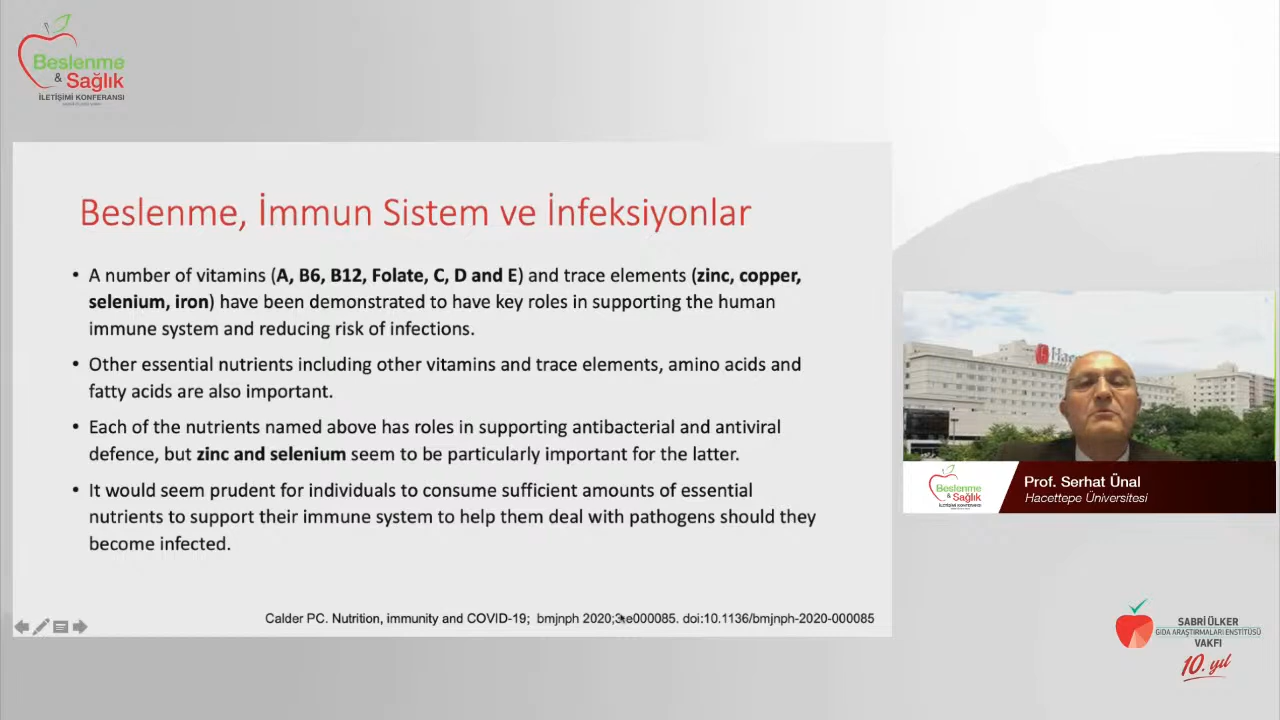 Beslenme
& Sağlık
İLETİŞİMİ KONFERANSI
Beslenme, İmmun Sistem ve İnfeksiyonlar
• A number of vitamins (A, B6, B12, Folate, C, D and E) and trace elements (zinc, copper,
selenium, iron) have been demonstrated to have key roles in supporting the human
immune system and reducing risk of infections.
• Other essential nutrients including other vitamins and trace elements, amino acids and
fatty acids are also important.
• Each of the nutrients named above has roles in supporting antibacterial and antiviral
defence, but zinc and selenium seem to be particularly important for the latter.
• It would seem prudent for individuals to consume sufficient amounts of essential
nutrients to support their immune system to help them deal with pathogens should they
become infected.
Calder PC. Nutrition, immunity and COVID-19; bmjnph 2020;3:e000085. doi:10.1136/bmjnph-2020-000085
Beslenme
& Sağlık
Prof. Serhat Ünal
Hacettepe Üniversitesi
SABRİ ÜLKER
GIDA ARAŞTIRMALARI ENSTİTÜSÜ
VAKFI
10. yıl